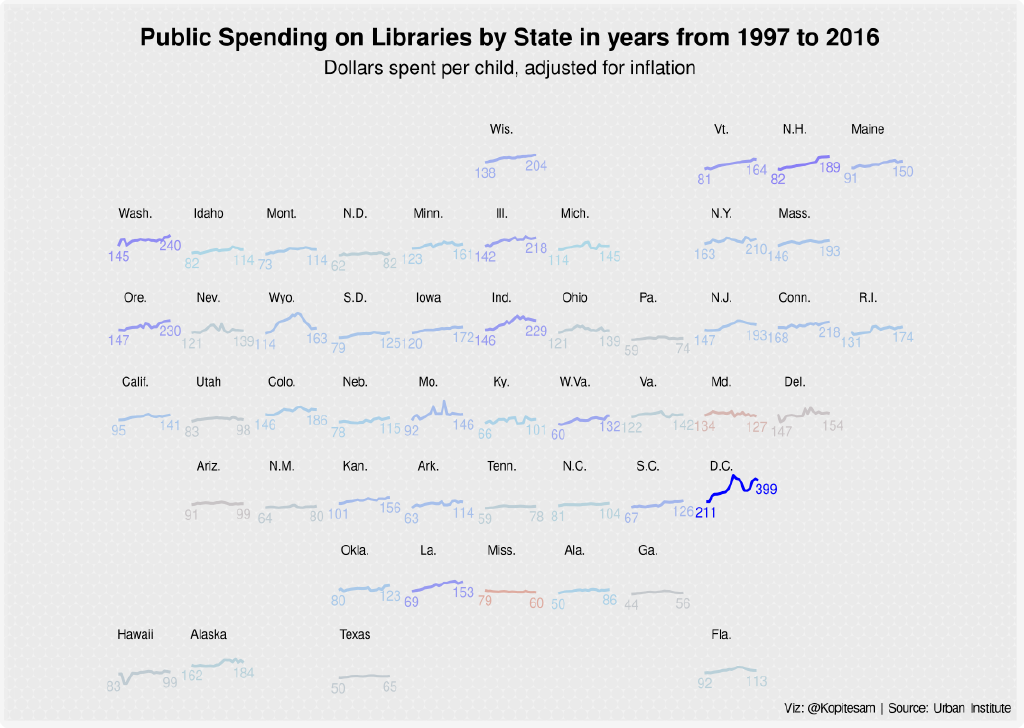 Public Spending on Libraries by State in years from 1997 to 2016
Dollars spent per child, adjusted for inflation
Wis. Vt. N.H. Maine
138 204 81 164 82 189 91 150
Wash. Idaho Mont. N.D. Minn. Ill. Mich. N.Y. Mass.
145 240 82 114 73 114 62 82 123 161 142 218 114 145 163 210 146 193
Ore. Nev. Wyo. S.D. Iowa Ind. Ohio Pa. N.J. Conn. R.I.
147 230 121 139 114 163 79 125 120 172 146 229 121 139 59 74 147 193 168 218 131 174
Calif. Utah Colo. Neb. Mo. Ky. W.Va. Va. Md. Del.
95 141 83 98 146 186 78 115 92 146 66 101 60 132 122 142 134 127 147 154
Ariz. N.M. Kan. Ark. Tenn. N.C. S.C. D.C.
91 99 64 80 101 156 63 114 59 78 81 104 67 126 211 399
Okla. La. Miss. Ala. Ga.
80 123 69 153 79 60 50 86 44 56
Hawaii Alaska Texas Fla.
83 99 162 184 50 65 92 113
Viz: @Kopitesam | Source: Urban Institute